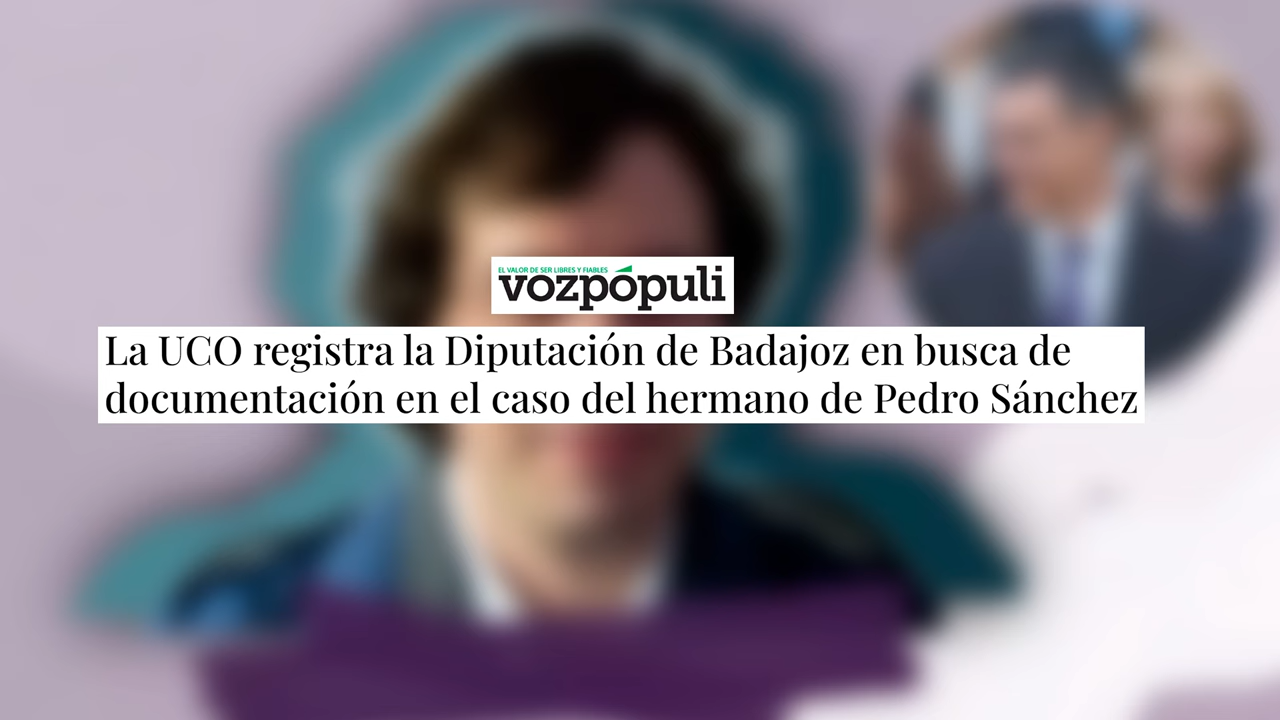 EL VALOR DE SER LIBRES Y FIABLES
vozpópuli
La UCO registra la Diputación de Badajoz en busca de
documentación en el caso del hermano de Pedro Sánchez